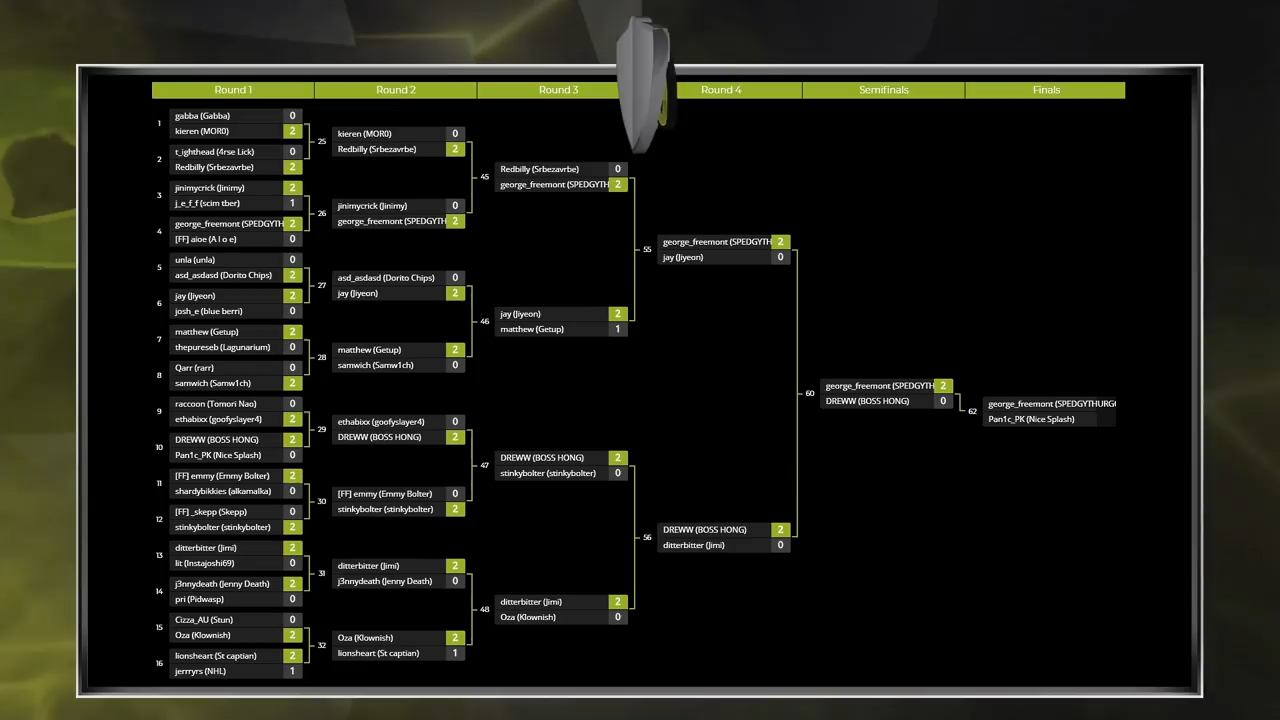 Round 1
Round 2
Round 3
Round 4
Semifinals
Finals
1
gabba (Gabba) 0
kieren (MOR0) 2
2
t_ighthead (4rse Lick) 0
Redbilly (Srbezavrbe) 2
3
jinimycrick (Jinimy) 2
j_e_f_f (scim tber) 1
4
george_freemont (SPEDGYTH 2
[FF] aioe (A l o e) 0
5
unla (unla) 0
asd_asdasd (Dorito Chips) 2
6
jay (Jiyeon) 2
josh_e (blue berri) 0
7
matthew (Getup) 2
thepureseb (Lagunarium) 0
8
Qarr (rarr) 0
samwich (Samw1ch) 2
9
raccoon (Tomori Nao) 0
ethabixx (goofyslayer4) 2
10
DREWW (BOSS HONG) 2
Pan1c_PK (Nice Splash) 0
11
[FF] emmy (Emmy Bolter) 2
shardybikkies (alkamalka) 0
12
[FF] _skepp (Skepp) 0
stinkybolter (stinkybolter) 2
13
ditterbitter (Jimi) 2
lit (Instajoshi69) 0
14
j3nnydeath (Jenny Death) 2
pri (Pidwasp) 0
15
Cizza_AU (Stun) 0
Oza (Klownish) 2
16
lionsheart (St captian) 2
jerrryrs (NHL) 1
25
kieren (MOR0) 0
Redbilly (Srbezavrbe) 2
26
jinimycrick (Jinimy) 0
george_freemont (SPEDGYTH 2
27
asd_asdasd (Dorito Chips) 0
jay (Jiyeon) 2
28
matthew (Getup) 2
samwich (Samw1ch) 0
29
ethabixx (goofyslayer4) 0
DREWW (BOSS HONG) 2
30
[FF] emmy (Emmy Bolter) 0
stinkybolter (stinkybolter) 2
31
ditterbitter (Jimi) 2
j3nnydeath (Jenny Death) 0
32
Oza (Klownish) 2
lionsheart (St captian) 1
45
Redbilly (Srbezavrbe) 0
george_freemont (SPEDGYTH 2
46
jay (Jiyeon) 2
matthew (Getup) 1
47
DREWW (BOSS HONG) 2
stinkybolter (stinkybolter) 0
48
ditterbitter (Jimi) 2
Oza (Klownish) 0
55
george_freemont (SPEDGYTH 2
jay (Jiyeon) 0
56
DREWW (BOSS HONG) 2
ditterbitter (Jimi) 0
60
george_freemont (SPEDGYTH 2
DREWW (BOSS HONG) 0
62
george_freemont (SPEDGYTHURG
Pan1c_PK (Nice Splash)